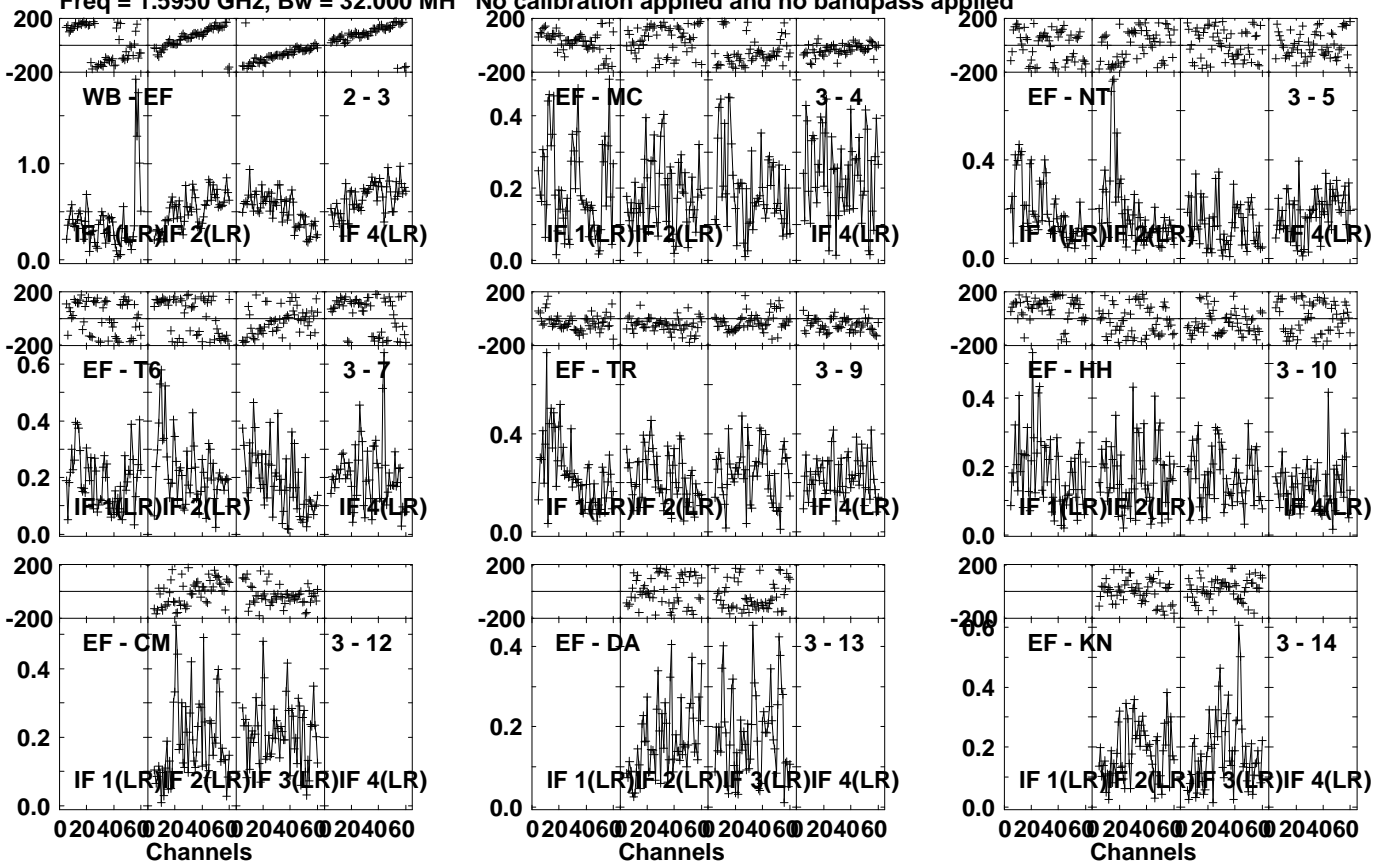 Freq = 1.5950 GHz, Bw = 32.000 MH No calibration applied and no bandpass applied
200 200 200
-200 -200 -200
WB - EF 2 - 3 EF - MC 3 - 4 EF - NT 3 - 5
0.4
1.0 0.4
0.2
IF 1(LR) IF 2(LR) IF 4(LR) IF 1(LR) IF 2(LR) IF 4(LR) IF 1(LR) IF 2(LR) IF 4(LR)
0.0 0.0 0.0
200 200 200
-200 -200 -200
0.6 EF - T6 3 - 7 EF - TR 3 - 9 EF - HH 3 - 10
0.4 0.4 0.4
0.2 0.2
IF 1(LR) IF 2(LR) IF 4(LR) IF 1(LR) IF 2(LR) IF 4(LR) IF 1(LR) IF 2(LR) IF 4(LR)
0.0 0.0 0.0
200 200 200
-200 -200 -200
0.6
EF - CM 3 - 12 EF - DA 3 - 13 EF - KN 3 - 14
0.4 0.4 0.4
0.2 0.2 0.2
IF 1(LR) IF 2(LR) IF 3(LR) IF 4(LR) IF 1(LR) IF 2(LR) IF 3(LR) IF 4(LR) IF 1(LR) IF 2(LR) IF 3(LR) IF 4(LR)
0.0 0.0 0.0
0 20 40 60 0 20 40 60 0 20 40 60 0 20 40 60 0 20 40 60 0 20 40 60 0 20 40 60 0 20 40 60 0 20 40 60 0 20 40 60 0 20 40 60 0 20 40 60
Channels Channels Channels